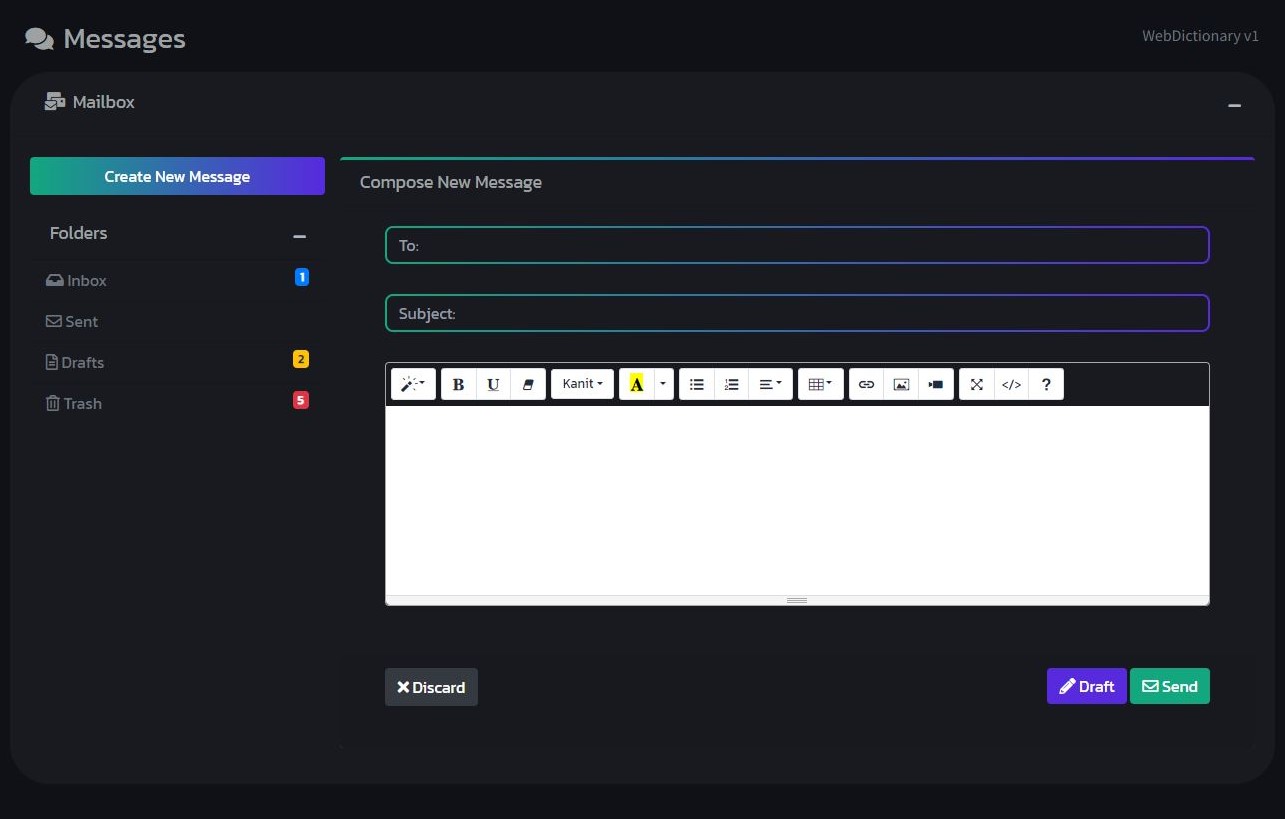 Messages
WebDictionary v1
Mailbox
Create New Message
Folders
Inbox 1
Sent
Drafts 2
Trash 5
Compose New Message
To:
Subject:
B U Kanit A </> ?
Discard
Draft
Send